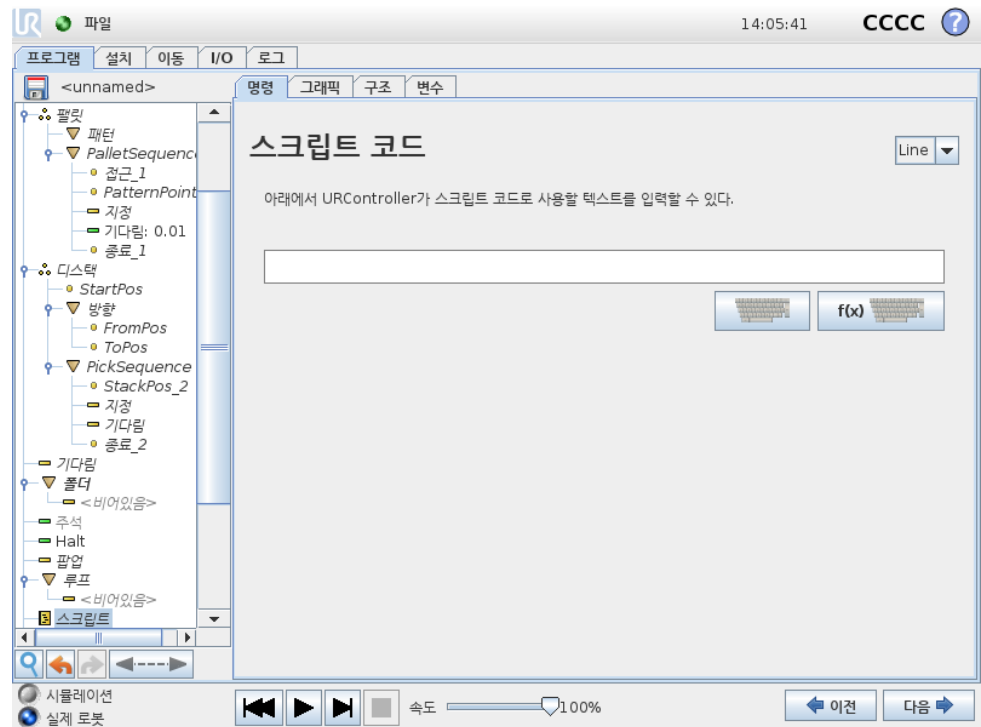 UR 파일 14:05:41 CCCC ?
프로그램 설치 이동 I/O 로그
<unnamed> 명령 그래픽 구조 변수
팔릿
패턴
PalletSequenc
접근_1
PatternPoint
지정
기다림: 0.01
종료_1
디스택
StartPos
방향
FromPos
ToPos
PickSequence
StackPos_2
지정
기다림
종료_2
기다림
폴더
<비어있음>
주석
Halt
팝업
루프
<비어있음>
스크립트
스크립트 코드
Line
아래에서 URController가 스크립트 코드로 사용할 텍스트를 입력할 수 있다.
f(x)
시뮬레이션
실제 로봇
속도 100%
이전 다음